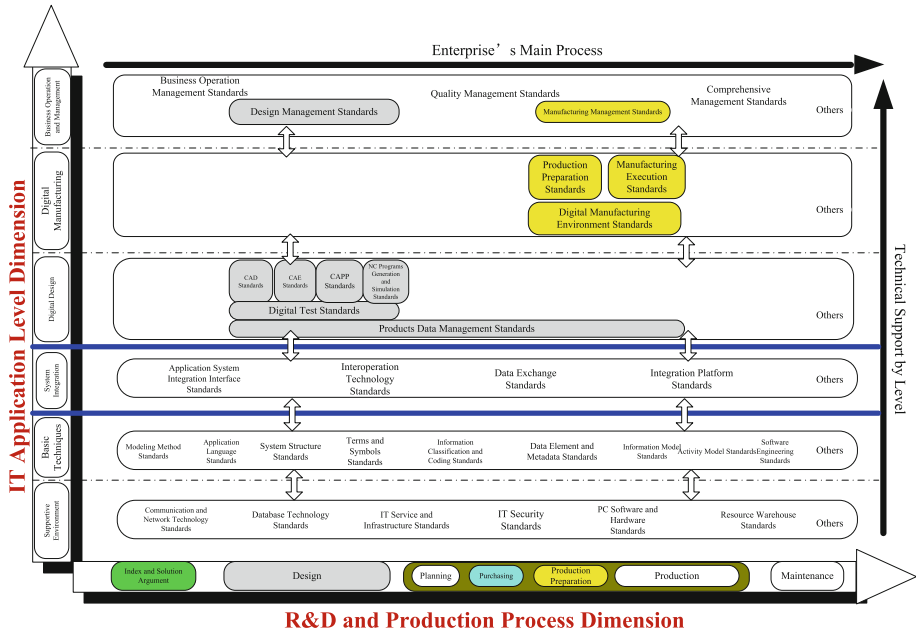 Enterprise’s Main Process
Business Operation
and Management
Business Operation
Management Standards
Design Management Standards
Quality Management Standards
Manufacturing Management Standards
Comprehensive
Management Standards
Others
Digital
Manufacturing
Production
Preparation
Standards
Manufacturing
Execution
Standards
Digital Manufacturing
Environment Standards
Others
Digital Design
CAD
Standards
CAE
Standards
CAPP
Standards
NC Programs
Generation
and
Simulation
Standards
Digital Test Standards
Products Data Management Standards
Others
System
Integration
Application System
Integration Interface
Standards
Interoperation
Technology
Standards
Data Exchange
Standards
Integration Platform
Standards
Others
Basic
Techniques
Modeling Method
Standards
Application
Language
Standards
System Structure
Standards
Terms and
Symbols
Standards
Information
Classification and
Coding Standards
Data Element and
Metadata Standards
Information Model
Standards
Activity Model Standards
Software
Engineering
Standards
Others
Supportive
Environment
Communication and
Network Technology
Standards
Database Technology
Standards
IT Service and
Infrastructure Standards
IT Security
Standards
PC Software and
Hardware
Standards
Resource Warehouse
Standards
Others
IT Application Level Dimension
Technical Support by Level
Index and Solution
Argument
Design
Planning
Purchasing
Production
Preparation
Production
Maintenance
R&D and Production Process Dimension